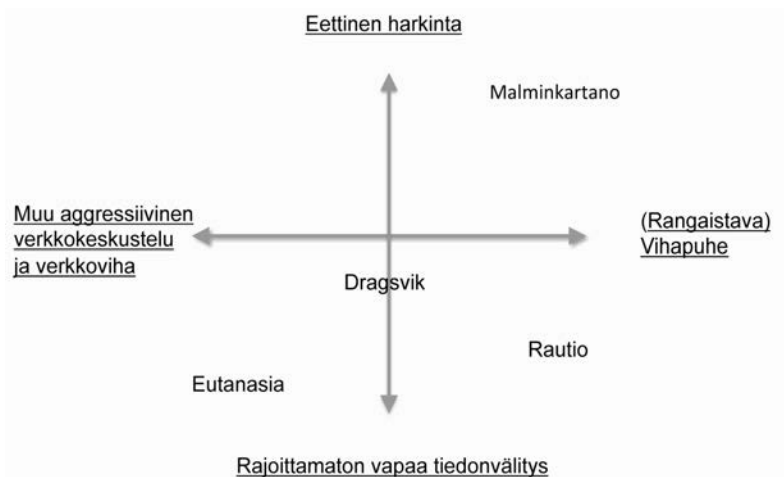 Eettinen harkinta
Malminkartano
Muu aggressiivinen
verkkokeskustelu
ja verkkoviha
(Rangaistava)
Vihapuhe
Dragsvik
Rautio
Eutanasia
Rajoittamaton vapaa tiedonvälitys